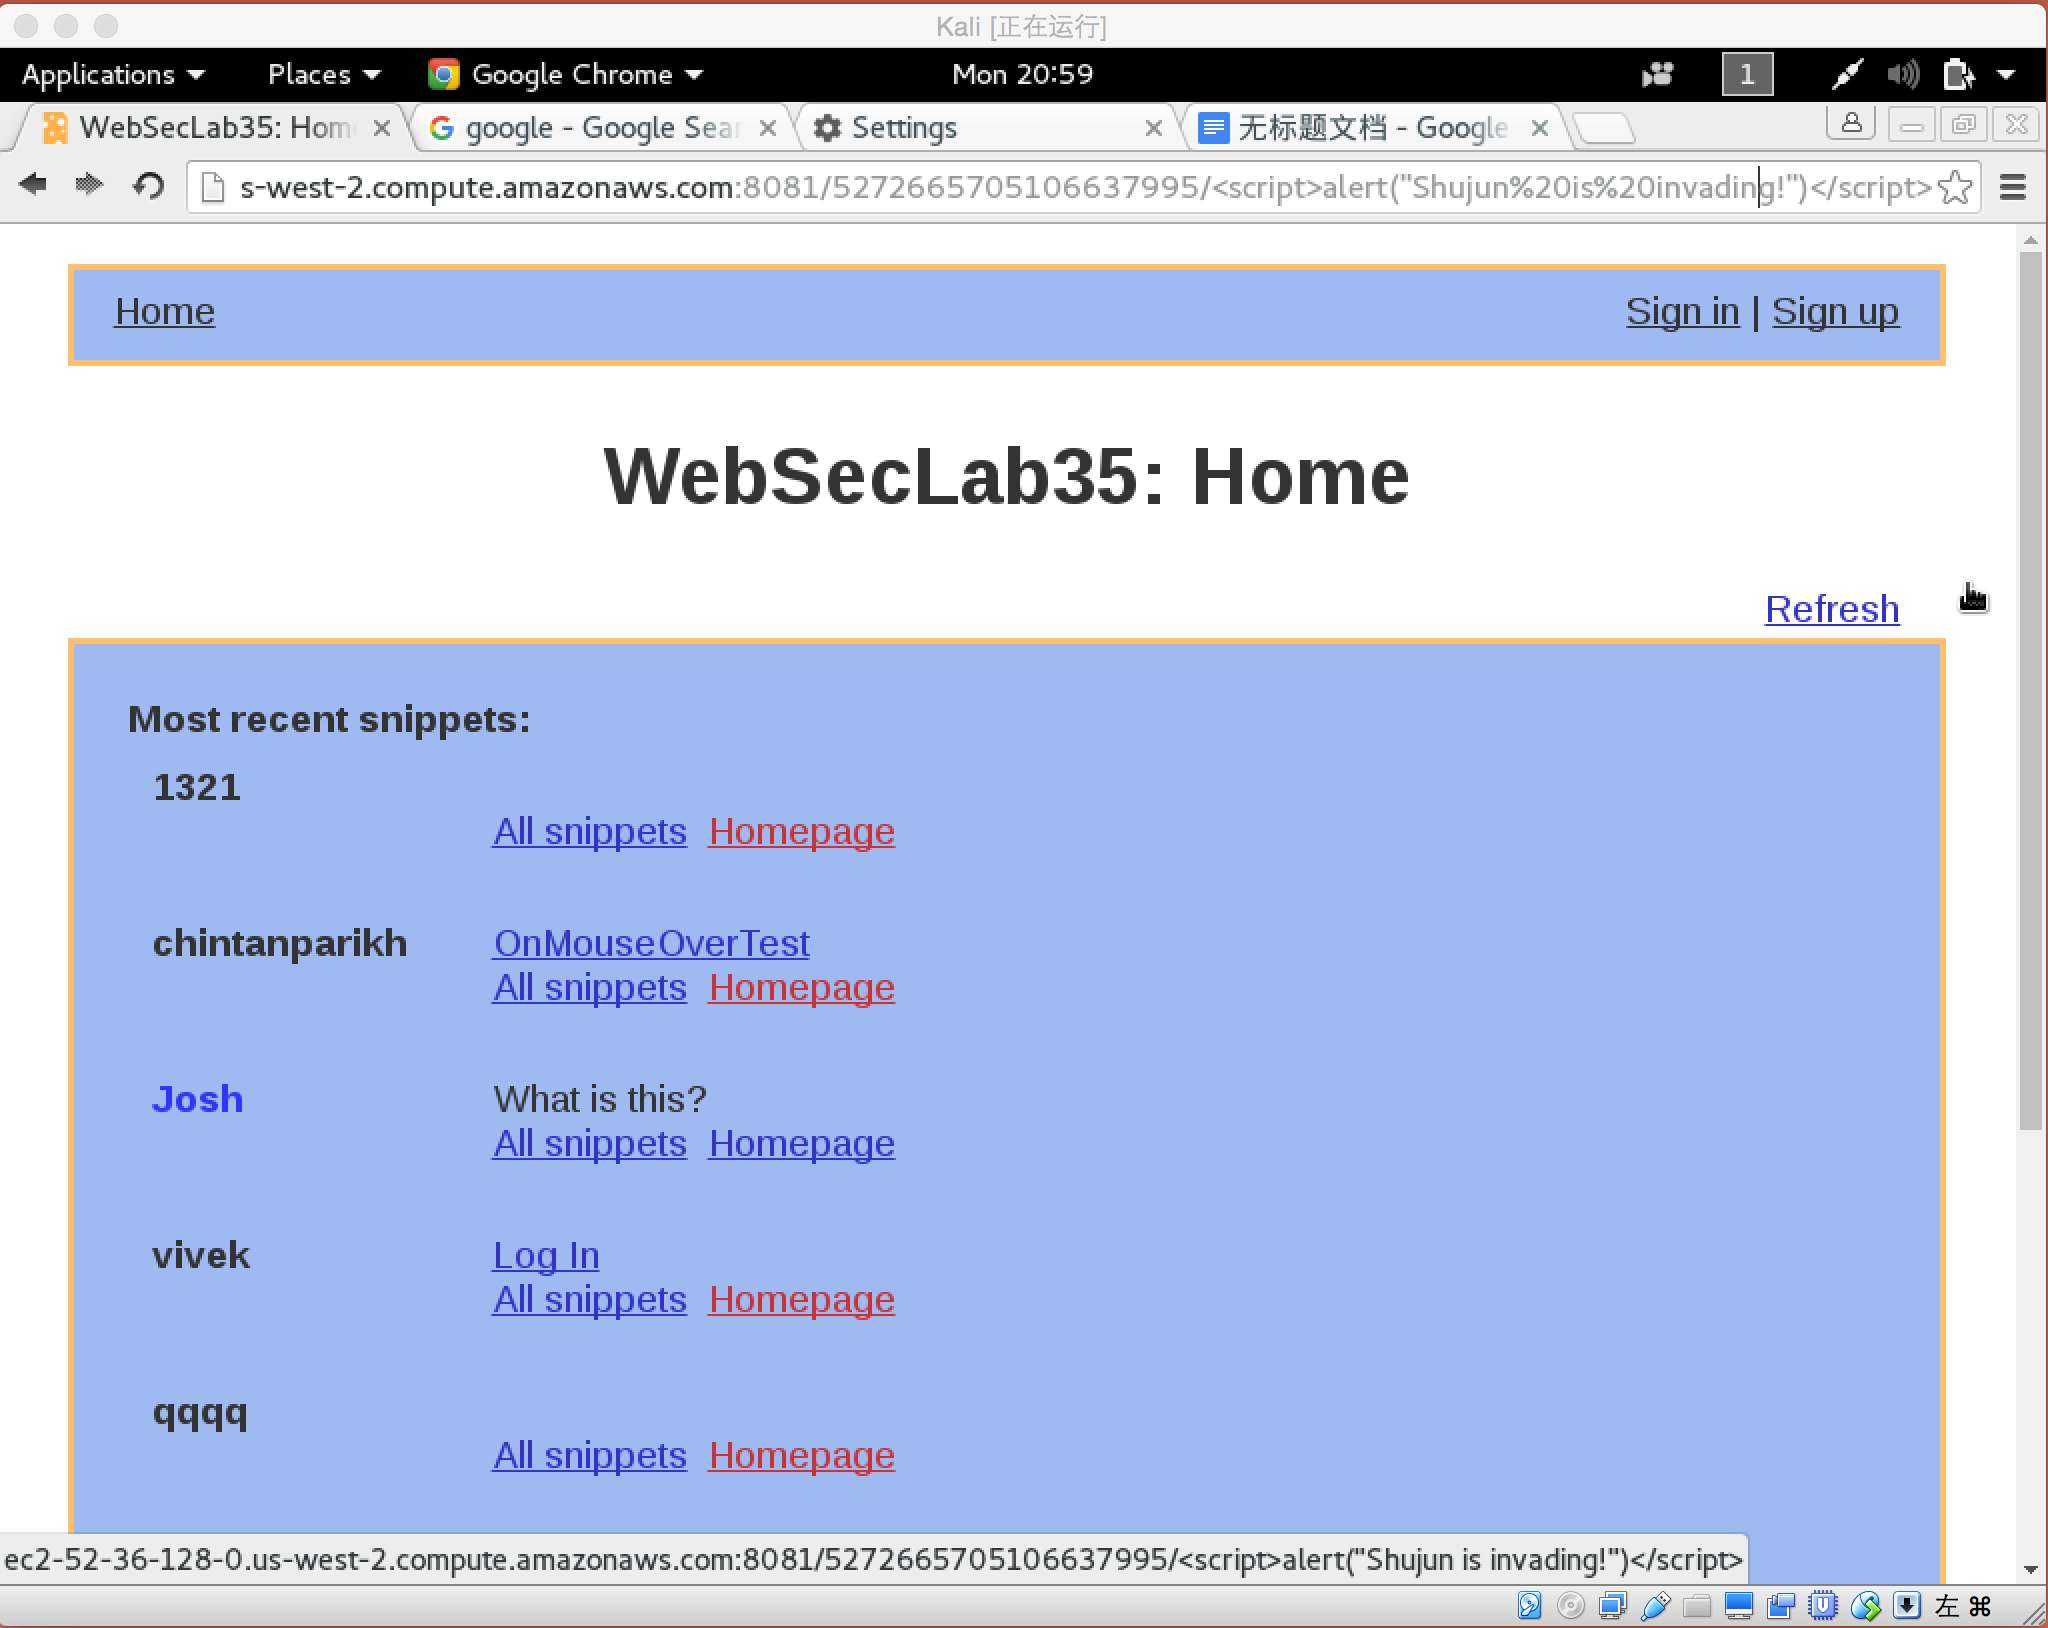 Kali [正在运行]
Applications Places Google Chrome Mon 20:59 1
WebSecLab35: Hom google - Google Sear Settings 无标题文档 - Google
s-west-2.compute.amazonaws.com:8081/5272665705106637995/<script>alert("Shujun%20is%20invading!")</script>
Home Sign in | Sign up
WebSecLab35: Home
Refresh
Most recent snippets:
1321
All snippets Homepage
chintanparikh OnMouseOverTest
All snippets Homepage
Josh What is this?
All snippets Homepage
vivek Log In
All snippets Homepage
qqqq
All snippets Homepage
ec2-52-36-128-0.us-west-2.compute.amazonaws.com:8081/5272665705106637995/<script>alert("Shujun is invading!")</script>
左 ⌘